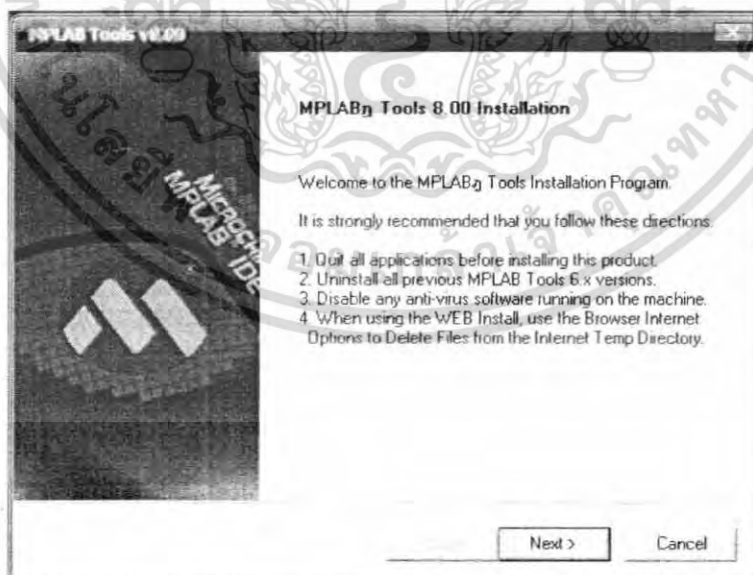 MPLAB Tools v8.00
MICROCHIP
MPLAB IDE
MPLABη Tools 8.00 Installation
Welcome to the MPLABη Tools Installation Program.
It is strongly recommended that you follow these directions.
1. Quit all applications before installing this product.
2. Uninstall all previous MPLAB Tools 6.x versions.
3. Disable any anti-virus software running on the machine.
4. When using the WEB Install, use the Browser Internet
Options to Delete Files from the Internet Temp Directory.
Next >
Cancel